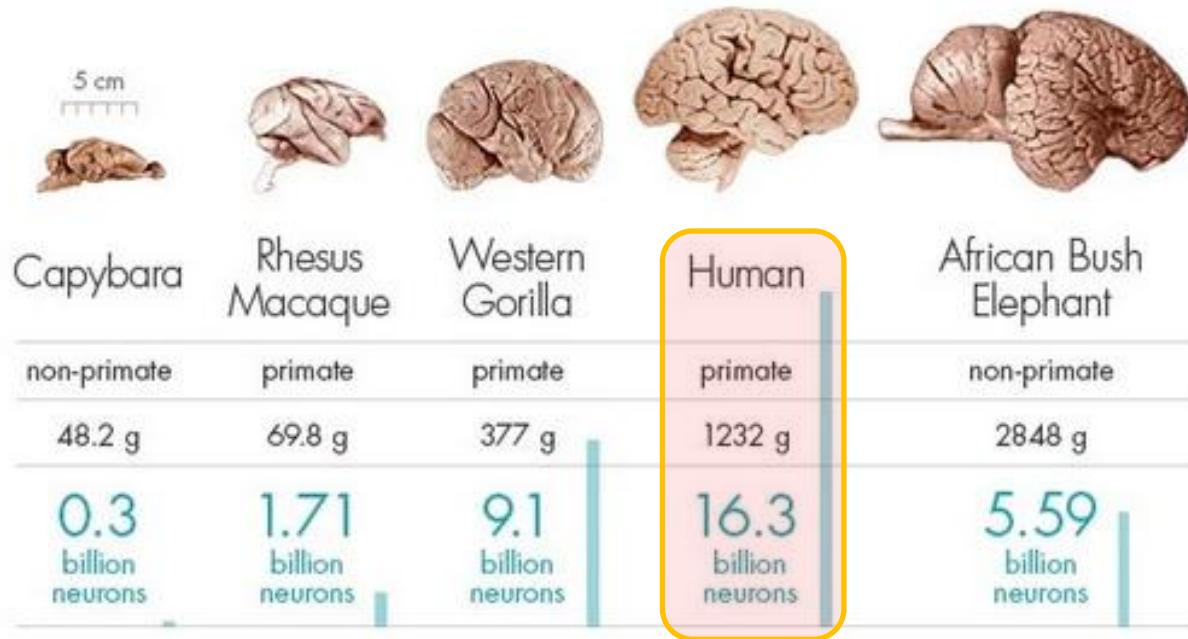 5 cm
Capybara
Rhesus
Macaque
Western
Gorilla
Human
African Bush
Elephant
non-primate
primate
primate
primate
non-primate
48.2 g
69.8 g
377 g
1232 g
2848 g
0.3
billion
neurons
1.71
billion
neurons
9.1
billion
neurons
16.3
billion
neurons
5.59
billion
neurons